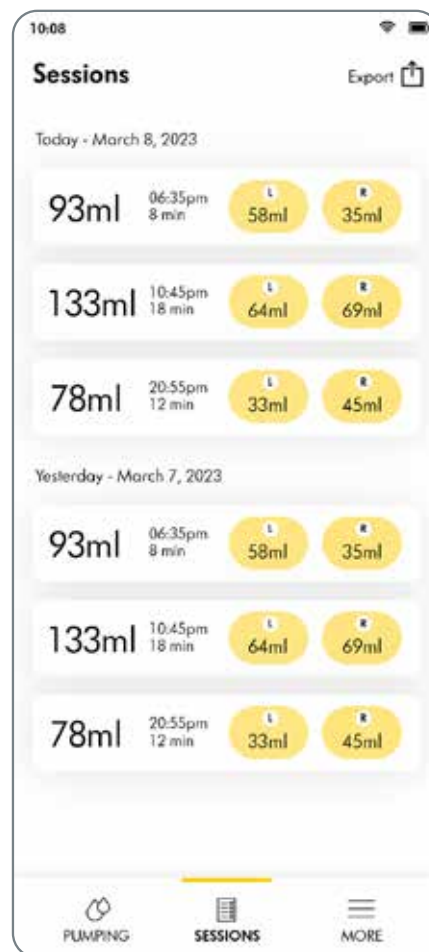 10:08
Sessions
Export
Today - March 8, 2023
93ml 06:35pm 8 min L 58ml R 35ml
133ml 10:45pm 18 min L 64ml R 69ml
78ml 20:55pm 12 min L 33ml R 45ml
Yesterday - March 7, 2023
93ml 06:35pm 8 min L 58ml R 35ml
133ml 10:45pm 18 min L 64ml R 69ml
78ml 20:55pm 12 min L 33ml R 45ml
PUMPING SESSIONS MORE